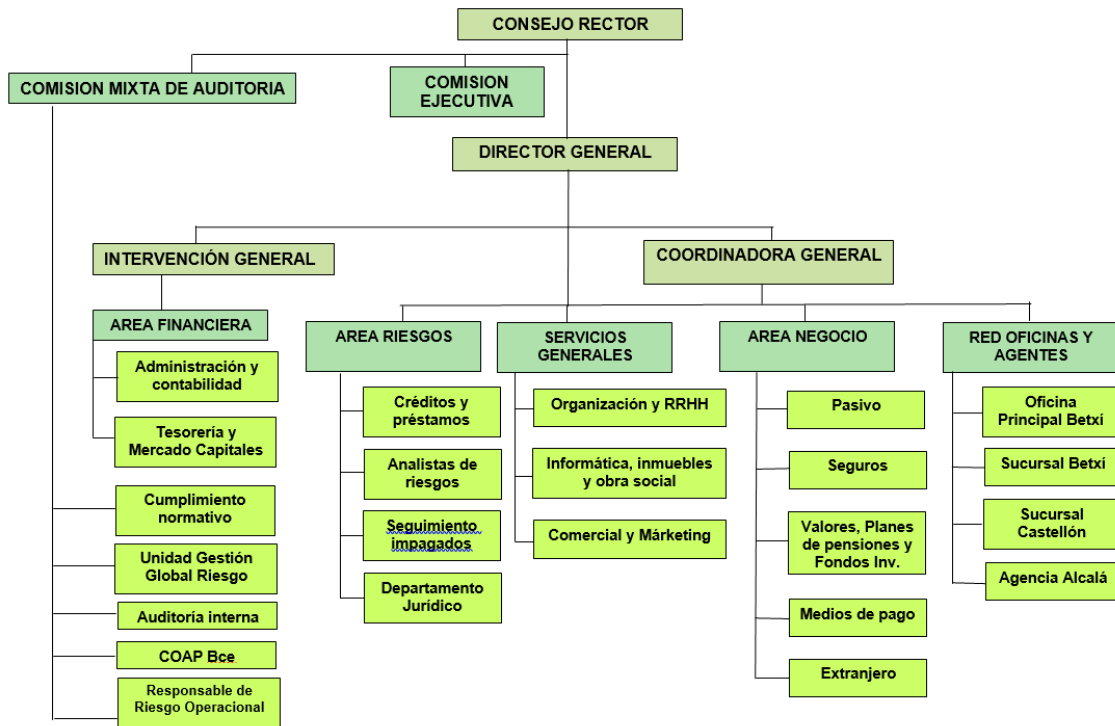 CONSEJO RECTOR
COMISION MIXTA DE AUDITORIA
COMISION
EJECUTIVA
DIRECTOR GENERAL
INTERVENCIÓN GENERAL
COORDINADORA GENERAL
AREA FINANCIERA
Administración y
contabilidad
Tesorería y
Mercado Capitales
Cumplimiento
normativo
Unidad Gestión
Global Riesgo
Auditoría interna
COAP Bce
Responsable de
Riesgo Operacional
AREA RIESGOS
Créditos y
préstamos
Analistas de
riesgos
Seguimiento
impagados
Departamento
Jurídico
SERVICIOS
GENERALES
Organización y RRHH
Informática, inmuebles
y obra social
Comercial y Márketing
AREA NEGOCIO
Pasivo
Seguros
Valores, Planes
de pensiones y
Fondos Inv.
Medios de pago
Extranjero
RED OFICINAS Y
AGENTES
Oficina
Principal Betxí
Sucursal Betxí
Sucursal
Castellón
Agencia Alcalá